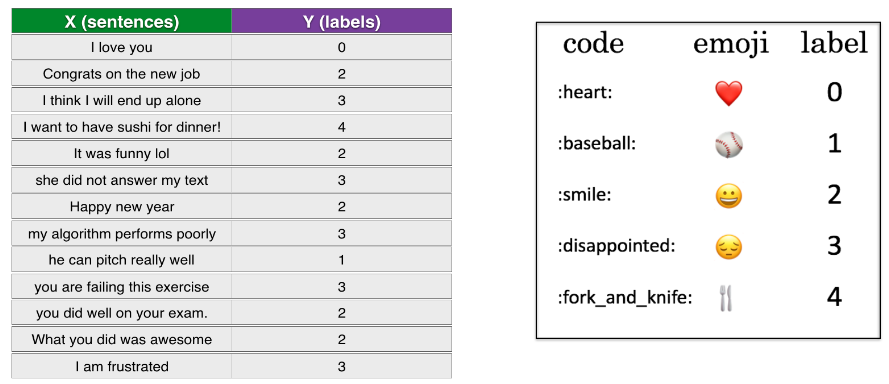 X (sentences) Y (labels)
I love you 0
Congrats on the new job 2
I think I will end up alone 3
I want to have sushi for dinner! 4
It was funny lol 2
she did not answer my text 3
Happy new year 2
my algorithm performs poorly 3
he can pitch really well 1
you are failing this exercise 3
you did well on your exam. 2
What you did was awesome 2
I am frustrated 3
code emoji label
:heart: ❤️ 0
:baseball: ⚾ 1
:smile: 😀 2
:disappointed: 😔 3
:fork_and_knife: 🍴 4